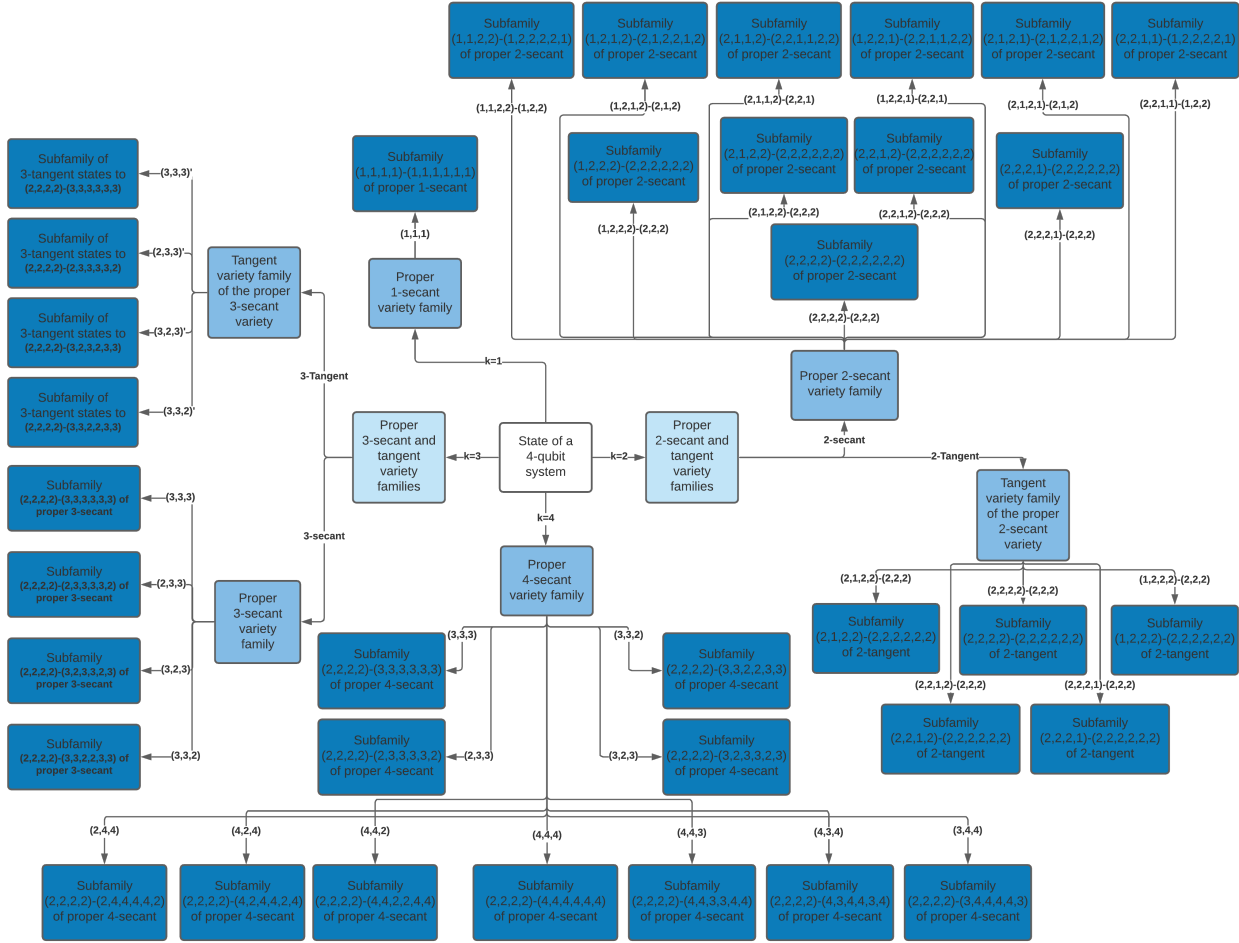 Subfamily
(1,1,2,2)-(1,2,2,2,2,1)
of proper 2-secant
Subfamily
(1,2,1,2)-(2,1,2,2,1,2)
of proper 2-secant
Subfamily
(2,1,1,2)-(2,2,1,1,2,2)
of proper 2-secant
Subfamily
(1,2,2,1)-(2,2,1,1,2,2)
of proper 2-secant
Subfamily
(2,1,2,1)-(2,1,2,2,1,2)
of proper 2-secant
Subfamily
(2,2,1,1)-(1,2,2,2,2,1)
of proper 2-secant
(1,1,2,2)-(1,2,2)
(1,2,1,2)-(2,1,2)
(2,1,1,2)-(2,2,1)
(1,2,2,1)-(2,2,1)
(2,1,2,1)-(2,1,2)
(2,2,1,1)-(1,2,2)
Subfamily
(1,2,2,2)-(2,2,2,2,2,2)
of proper 2-secant
Subfamily
(2,1,2,2)-(2,2,2,2,2,2)
of proper 2-secant
Subfamily
(2,2,1,2)-(2,2,2,2,2,2)
of proper 2-secant
Subfamily
(2,2,2,1)-(2,2,2,2,2,2)
of proper 2-secant
(1,2,2,2)-(2,2,2)
(2,1,2,2)-(2,2,2)
(2,2,1,2)-(2,2,2)
(2,2,2,1)-(2,2,2)
Subfamily
(2,2,2,2)-(2,2,2,2,2,2)
of proper 2-secant
(2,2,2,2)-(2,2,2)
Proper 2-secant
variety family
Subfamily
(1,1,1,1)-(1,1,1,1,1,1)
of proper 1-secant
(1,1,1)
Proper
1-secant
variety family
k=1
Subfamily of
3-tangent states to
(2,2,2,2)-(3,3,3,3,3,3)
(3,3,3)'
Subfamily of
3-tangent states to
(2,2,2,2)-(2,3,3,3,3,2)
(2,3,3)'
Subfamily of
3-tangent states to
(2,2,2,2)-(3,2,3,2,3,3)
(3,2,3)'
Subfamily of
3-tangent states to
(2,2,2,2)-(3,3,2,2,3,3)
(3,3,2)'
Tangent
variety family
of the proper
3-secant
variety
3-Tangent
Proper
3-secant and
tangent
variety
families
k=3
State of a
4-qubit
system
k=2
Proper
2-secant and
tangent
variety
families
2-secant
2-Tangent
k=4
3-secant
Subfamily
(2,2,2,2)-(3,3,3,3,3,3) of
proper 3-secant
(3,3,3)
Subfamily
(2,2,2,2)-(2,3,3,3,3,2) of
proper 3-secant
(2,3,3)
Subfamily
(2,2,2,2)-(3,2,3,3,2,3) of
proper 3-secant
(3,2,3)
Subfamily
(2,2,2,2)-(3,3,2,2,3,3) of
proper 3-secant
(3,3,2)
Proper
3-secant
variety
family
Proper
4-secant
variety family
Tangent
variety family
of the proper
2-secant
variety
(2,1,2,2)-(2,2,2)
(2,2,2,2)-(2,2,2)
(1,2,2,2)-(2,2,2)
Subfamily
(2,1,2,2)-(2,2,2,2,2,2)
of 2-tangent
Subfamily
(2,2,2,2)-(2,2,2,2,2,2)
of 2-tangent
Subfamily
(1,2,2,2)-(2,2,2,2,2,2)
of 2-tangent
(2,2,1,2)-(2,2,2)
(2,2,2,1)-(2,2,2)
Subfamily
(2,2,1,2)-(2,2,2,2,2,2)
of 2-tangent
Subfamily
(2,2,2,1)-(2,2,2,2,2,2)
of 2-tangent
Subfamily
(2,2,2,2)-(3,3,3,3,3,3)
of proper 4-secant
(3,3,3)
(3,3,2)
Subfamily
(2,2,2,2)-(3,3,2,2,3,3)
of proper 4-secant
Subfamily
(2,2,2,2)-(2,3,3,3,3,2)
of proper 4-secant
(2,3,3)
(3,2,3)
Subfamily
(2,2,2,2)-(3,2,3,3,2,3)
of proper 4-secant
(2,4,4)
(4,2,4)
(4,4,2)
(4,4,4)
(4,4,3)
(4,3,4)
(3,4,4)
Subfamily
(2,2,2,2)-(2,4,4,4,4,2)
of proper 4-secant
Subfamily
(2,2,2,2)-(4,2,4,4,2,4)
of proper 4-secant
Subfamily
(2,2,2,2)-(4,4,2,2,4,4)
of proper 4-secant
Subfamily
(2,2,2,2)-(4,4,4,4,4,4)
of proper 4-secant
Subfamily
(2,2,2,2)-(4,4,3,3,4,4)
of proper 4-secant
Subfamily
(2,2,2,2)-(4,3,4,4,3,4)
of proper 4-secant
Subfamily
(2,2,2,2)-(3,4,4,4,4,3)
of proper 4-secant